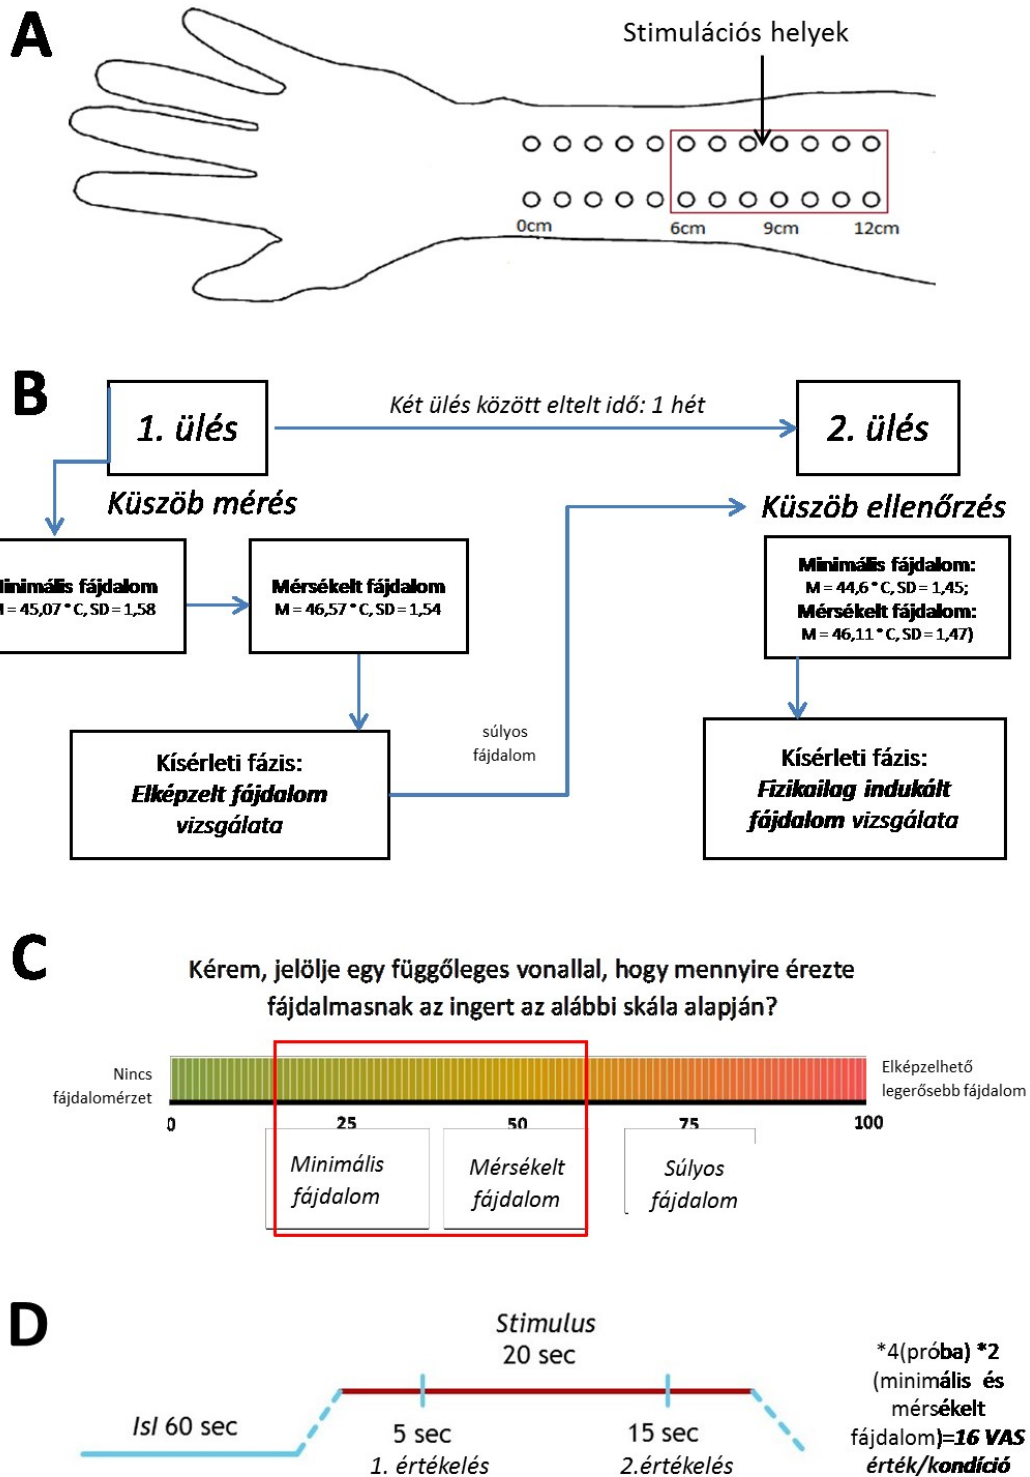 A
Stimulációs helyek
0cm
6cm
9cm
12cm
B
1. ülés
Két ülés között eltelt idő: 1 hét
2. ülés
Küszöb mérés
Küszöb ellenőrzés
inimális fájdalom
= 45,07 ° C, SD = 1,58
Mérsékelt fájdalom
M = 46,57 ° C, SD = 1,54
Minimális fájdalom:
M = 44,6 ° C, SD = 1,45;
Mérsékelt fájdalom:
M = 46,11 ° C, SD = 1,47)
súlyos
fájdalom
Kísérleti fázis:
Elképzelt fájdalom
vizsgálata
Kísérleti fázis:
Fizikailag indukált
fájdalom vizsgálata
C
Kérem, jelölje egy függőleges vonallal, hogy mennyire érezte
fájdalmasnak az ingert az alábbi skála alapján?
Nincs
fájdalomérzet
Elképzelhető
legerősebb fájdalom
0
25
50
75
100
Minimális
fájdalom
Mérsékelt
fájdalom
Súlyos
fájdalom
D
Stimulus
20 sec
IsI 60 sec
5 sec
1. értékelés
15 sec
2.értékelés
*4(próba) *2
(minimális és
mérsékelt
fájdalom)=16 VAS
érték/kondíció